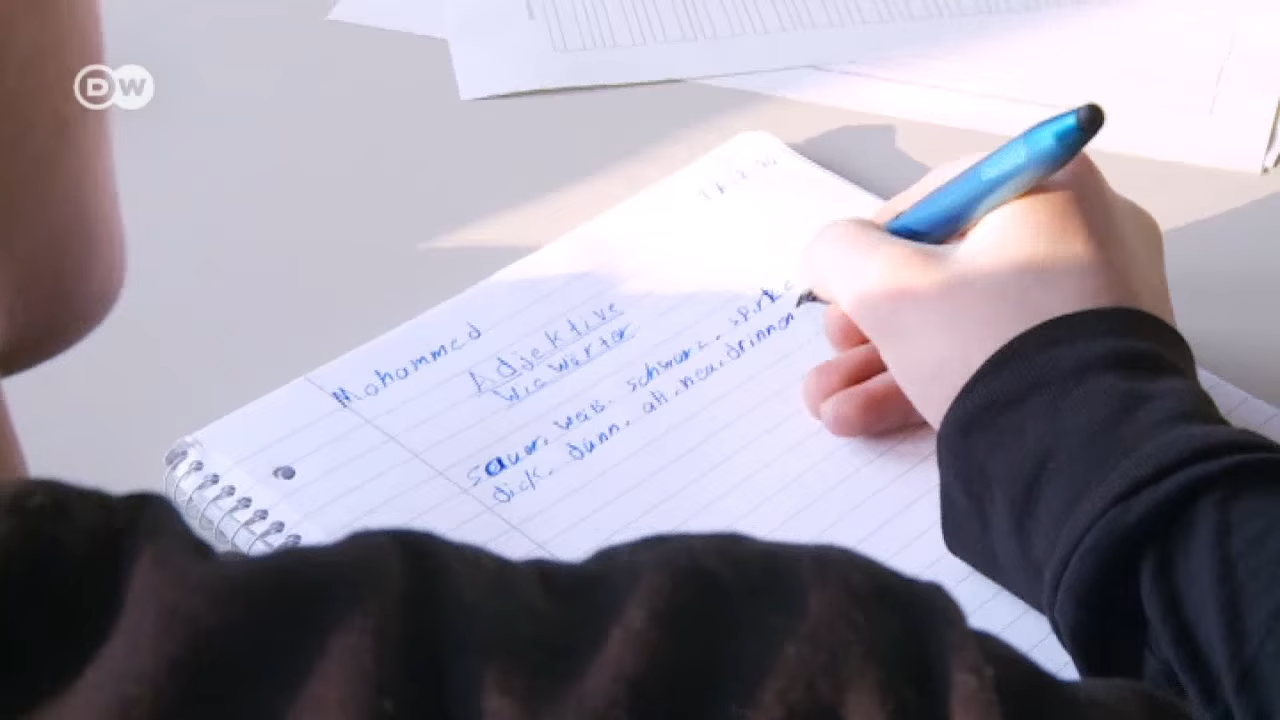 DW
Mohammed
Adjektive
Wie wörter
sauer, weiß. schwarz.
dick. dünn. alt. neu. drinnen